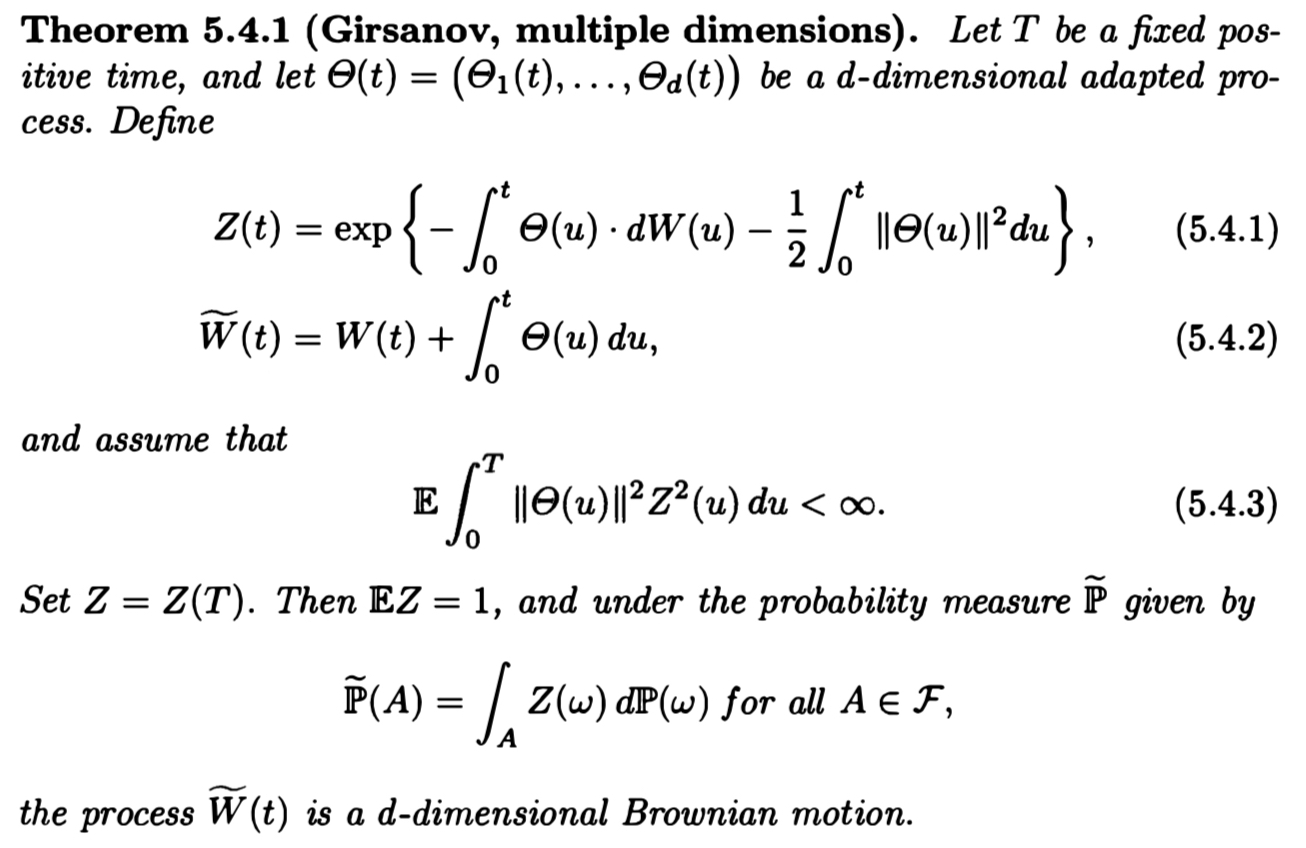 Theorem 5.4.1 (Girsanov, multiple dimensions). Let T be a fixed pos-
itive time, and let Θ(t) = (Θ₁(t), …, Θ_d(t)) be a d-dimensional adapted pro-
cess. Define
Z(t) = exp { − ∫₀ᵗ Θ(u) · dW(u) − 1/2 ∫₀ᵗ ‖Θ(u)‖² du } , (5.4.1)
W̃(t) = W(t) + ∫₀ᵗ Θ(u) du, (5.4.2)
and assume that
𝔼 ∫₀ᵀ ‖Θ(u)‖² Z²(u) du < ∞. (5.4.3)
Set Z = Z(T). Then 𝔼Z = 1, and under the probability measure ℙ̃ given by
ℙ̃(A) = ∫_A Z(ω) dℙ(ω) for all A ∈ ℱ,
the process W̃(t) is a d-dimensional Brownian motion.